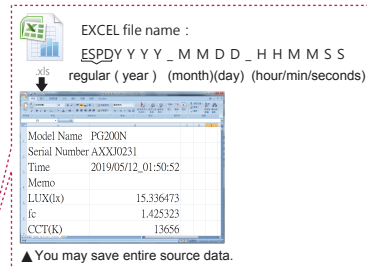 EXCEL file name :
ESPDY Y Y Y _ M M D D _ H H M M S S
.xls
regular ( year ) (month)(day) (hour/min/seconds)
Model Name PG200N
Serial Number AXXJ0231
Time 2019/05/12_01:50:52
Memo
LUX(lx) 15.336473
fc 1.425323
CCT(K) 13656
▲You may save entire source data.